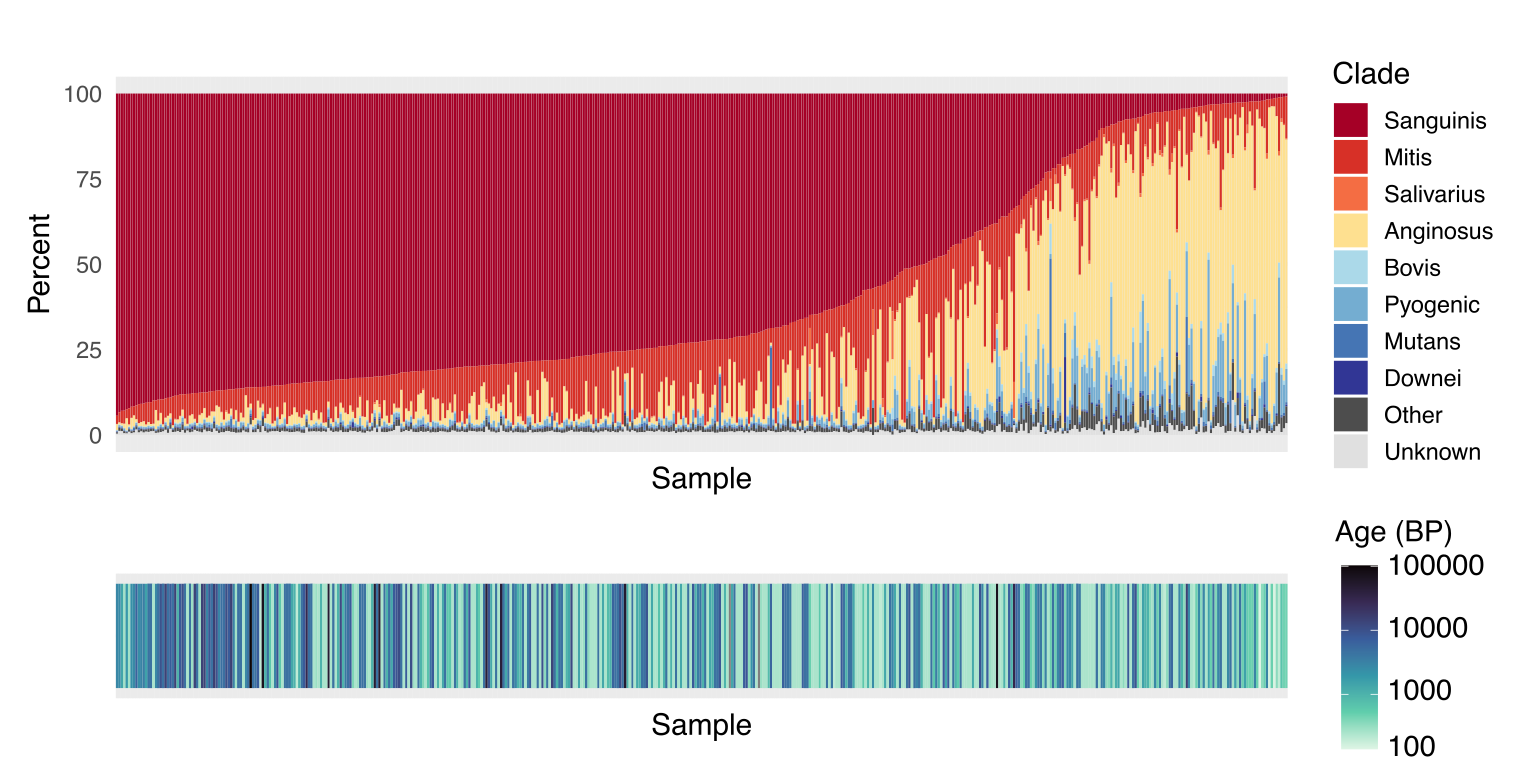 Percent
100
75
50
25
0
Sample
Clade
Sanguinis
Mitis
Salivarius
Anginosus
Bovis
Pyogenic
Mutans
Downei
Other
Unknown
Sample
Age (BP)
100000
10000
1000
100